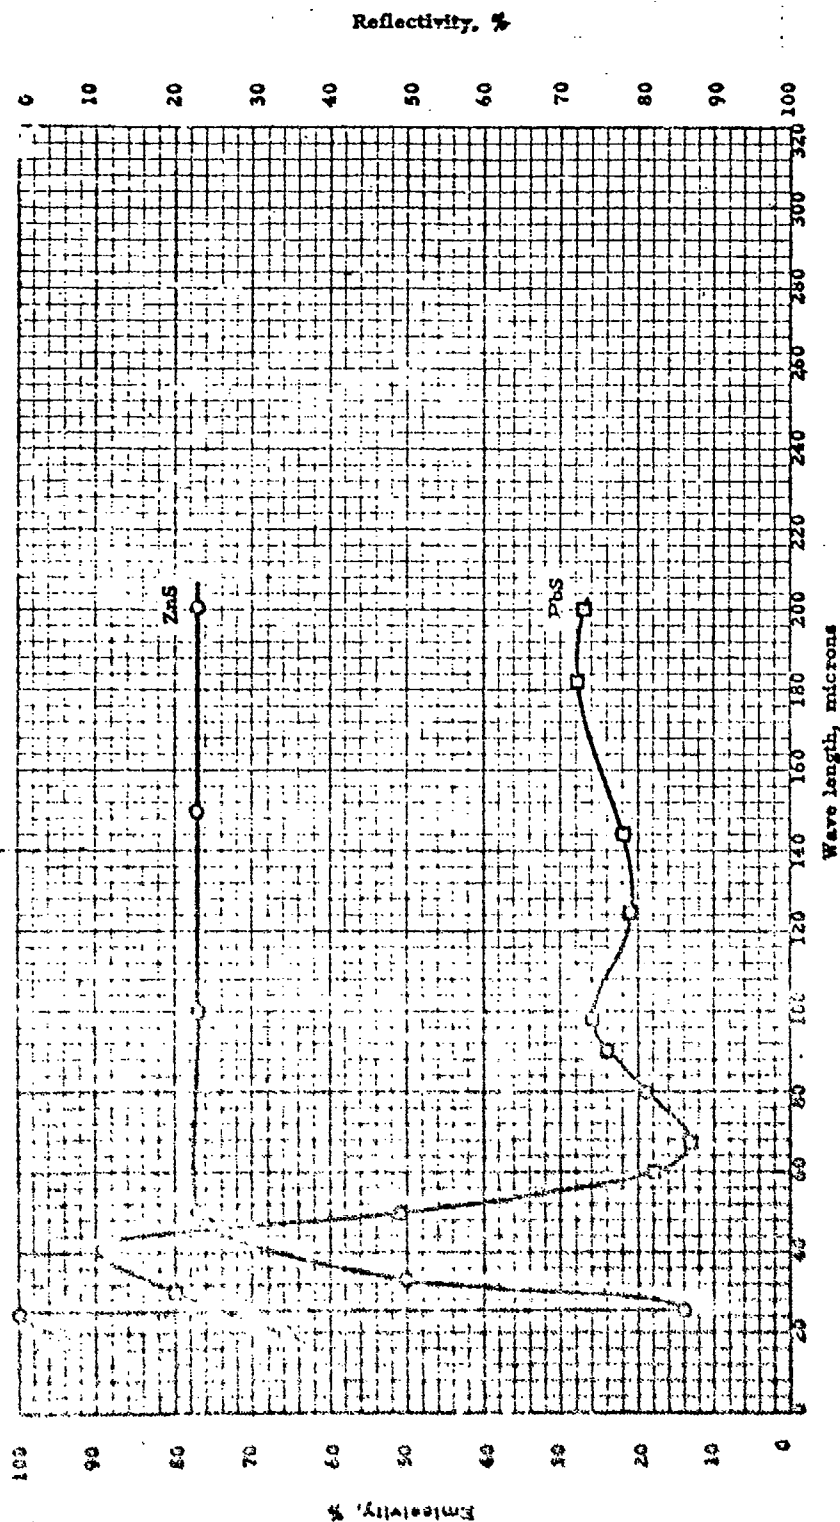 Reflectivity, %
0 10 20 30 40 50 60 70 80 90 100
ZnS
PbS
100 90 80 70 60 50 40 30 20 10 0
Emissivity, %
0 20 40 60 80 100 120 140 160 180 200 220 240 260 280 300 320
Wave length, microns